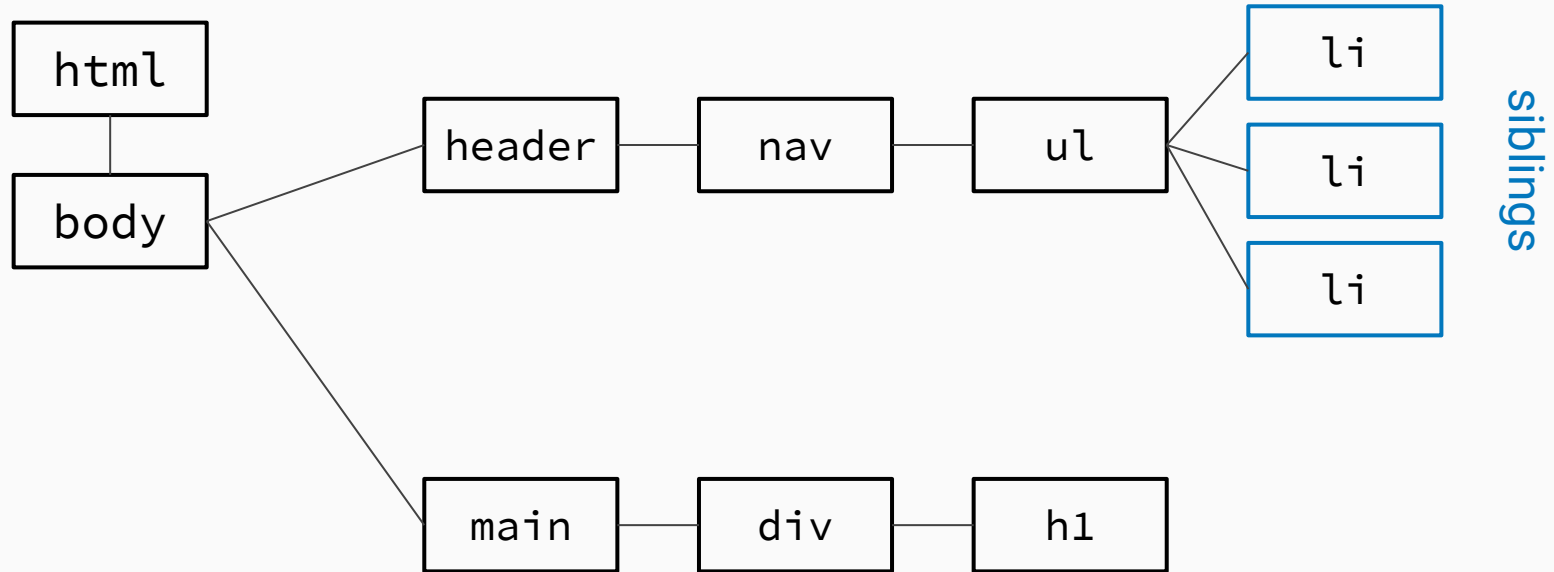 html
body
header
nav
ul
li
li
li
siblings
main
div
h1